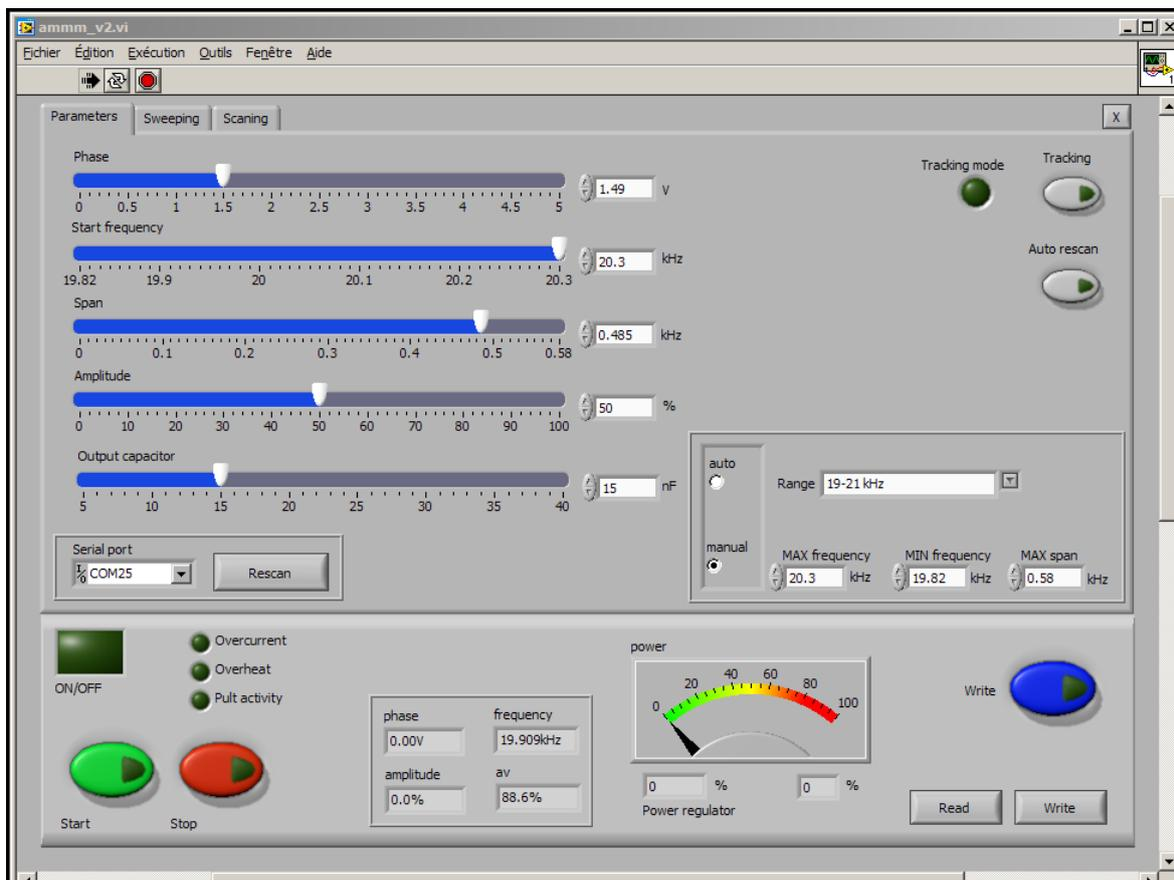 ammm_v2.vi
Fichier Édition Exécution Outils Fenêtre Aide
1
Parameters Sweeping Scaning X
Phase
1.49 V
0 0.5 1 1.5 2 2.5 3 3.5 4 4.5 5
Tracking mode Tracking
Start frequency
20.3 kHz
19.82 19.9 20 20.1 20.2 20.3
Auto rescan
Span
0.485 kHz
0 0.1 0.2 0.3 0.4 0.5 0.58
Amplitude
50 %
0 10 20 30 40 50 60 70 80 90 100
Output capacitor
15 nF
5 10 15 20 25 30 35 40
auto
Range 19-21 kHz
manual
MAX frequency MIN frequency MAX span
20.3 kHz 19.82 kHz 0.58 kHz
Serial port
I/O COM25 Rescan
ON/OFF
Overcurrent
Overheat
Pult activity
Start Stop
phase frequency
0.00V 19.909kHz
amplitude av
0.0% 88.6%
power
0 20 40 60 80 100
0 % 0 %
Power regulator
Write
Read Write